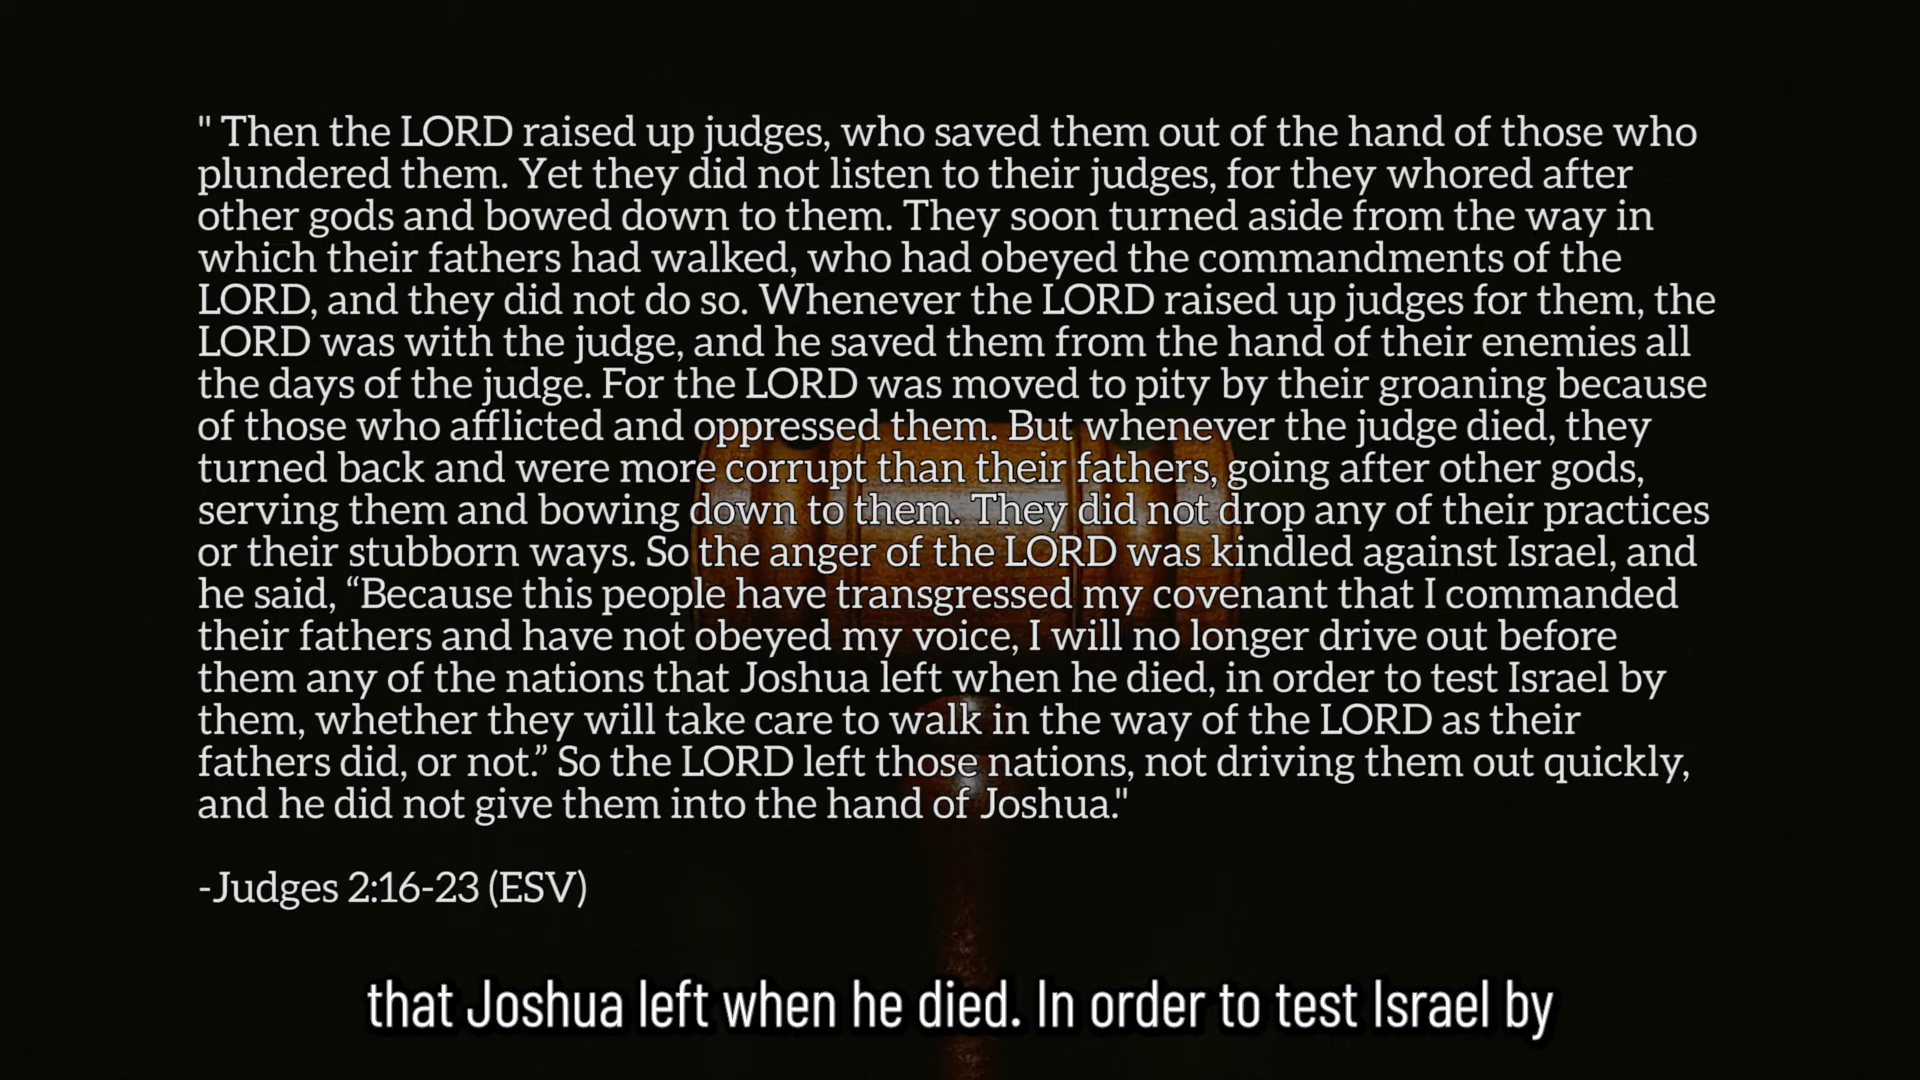 " Then the LORD raised up judges, who saved them out of the hand of those who
plundered them. Yet they did not listen to their judges, for they whored after
other gods and bowed down to them. They soon turned aside from the way in
which their fathers had walked, who had obeyed the commandments of the
LORD, and they did not do so. Whenever the LORD raised up judges for them, the
LORD was with the judge, and he saved them from the hand of their enemies all
the days of the judge. For the LORD was moved to pity by their groaning because
of those who afflicted and oppressed them. But whenever the judge died, they
turned back and were more corrupt than their fathers, going after other gods,
serving them and bowing down to them. They did not drop any of their practices
or their stubborn ways. So the anger of the LORD was kindled against Israel, and
he said, “Because this people have transgressed my covenant that I commanded
their fathers and have not obeyed my voice, I will no longer drive out before
them any of the nations that Joshua left when he died, in order to test Israel by
them, whether they will take care to walk in the way of the LORD as their
fathers did, or not.” So the LORD left those nations, not driving them out quickly,
and he did not give them into the hand of Joshua."
-Judges 2:16-23 (ESV)
that Joshua left when he died. In order to test Israel by